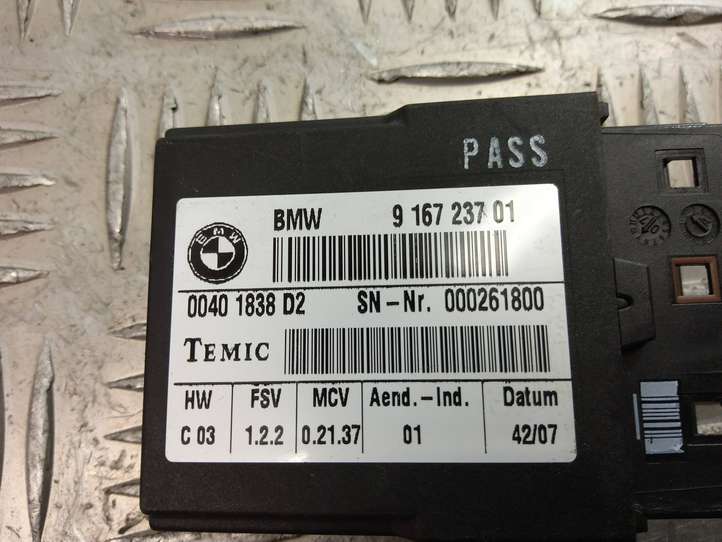 PASS
BMW 9 167 237 01
BMW
0040 1838 D2 SN-Nr. 000261800
TEMIC
HW FSV MCV Aend.-Ind. Datum
C 03 1.2.2 0.21.37 01 42/07